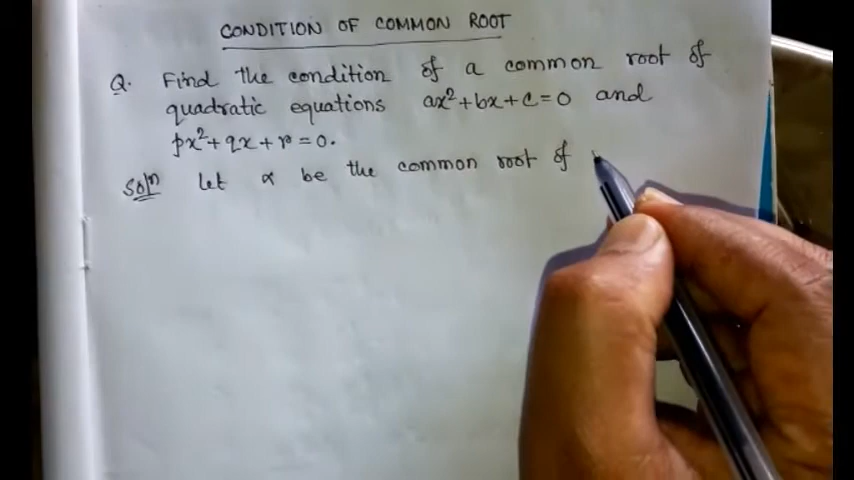 CONDITION OF COMMON ROOT
Q. Find the condition of a common root of
quadratic equations ax²+bx+c=0 and
px²+qx+r=0.
Solⁿ Let α be the common root of